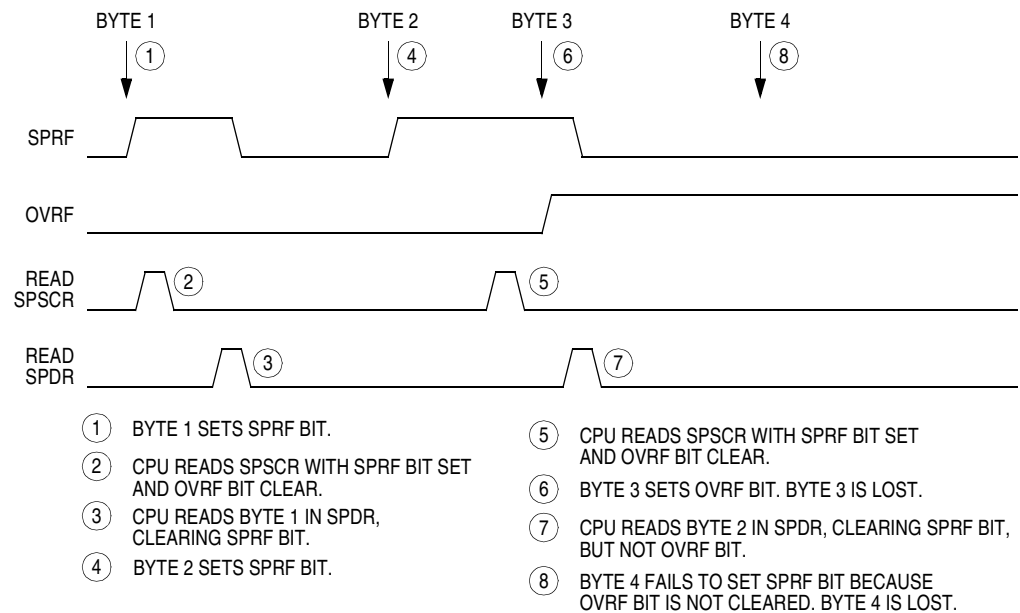 BYTE 1
BYTE 2
BYTE 3
BYTE 4
1
4
6
8
SPRF
OVRF
READ
SPSCR
2
5
READ
SPDR
3
7
1 BYTE 1 SETS SPRF BIT.
2 CPU READS SPSCR WITH SPRF BIT SET
AND OVRF BIT CLEAR.
3 CPU READS BYTE 1 IN SPDR,
CLEARING SPRF BIT.
4 BYTE 2 SETS SPRF BIT.
5 CPU READS SPSCR WITH SPRF BIT SET
AND OVRF BIT CLEAR.
6 BYTE 3 SETS OVRF BIT. BYTE 3 IS LOST.
7 CPU READS BYTE 2 IN SPDR, CLEARING SPRF BIT,
BUT NOT OVRF BIT.
8 BYTE 4 FAILS TO SET SPRF BIT BECAUSE
OVRF BIT IS NOT CLEARED. BYTE 4 IS LOST.